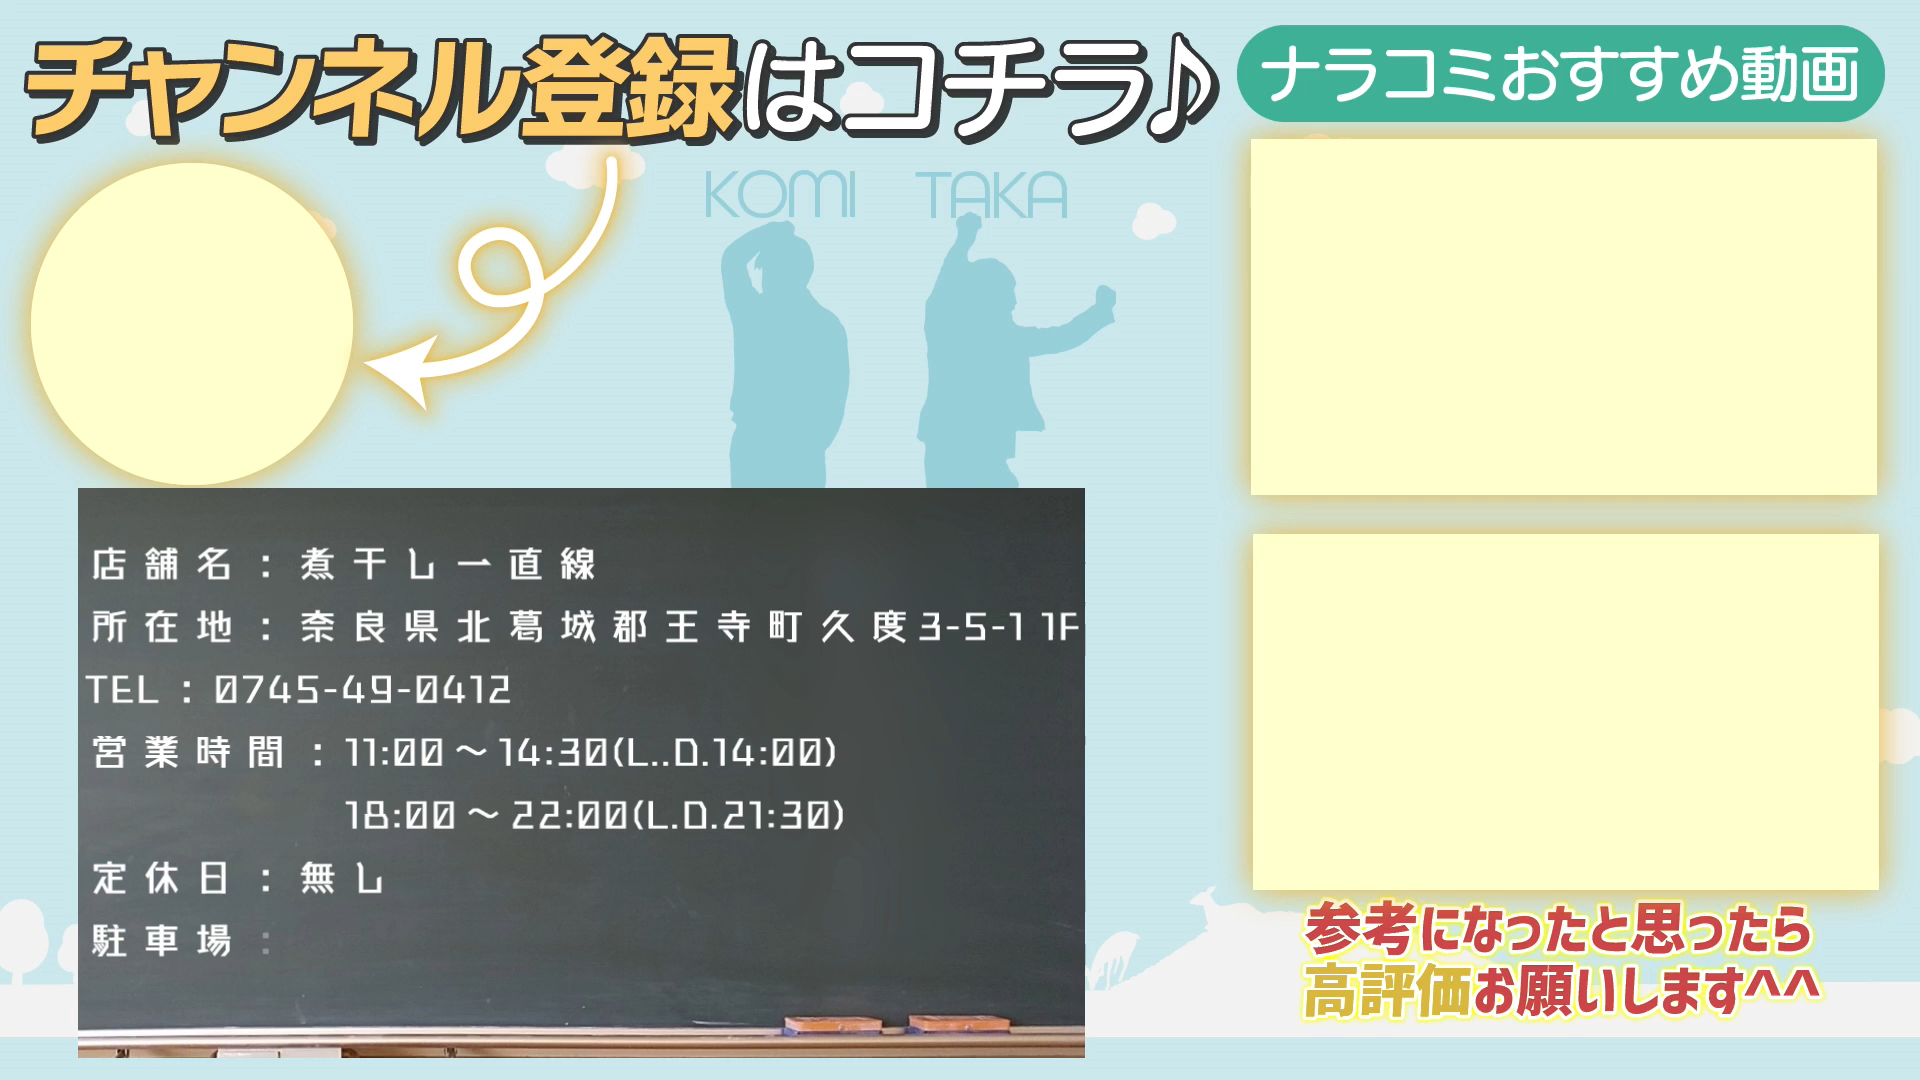 チャンネル登録はコチラ♪
ナラコミおすすめ動画
KOMI TAKA
店舗名：煮干し一直線
所在地：奈良県北葛城郡王寺町久度3-5-1 1F
TEL：0745-49-0412
営業時間：11:00～14:30(L..O.14:00)
18:00～22:00(L.O.21:30)
定休日：無し
駐車場：
参考になったと思ったら
高評価お願いします^^